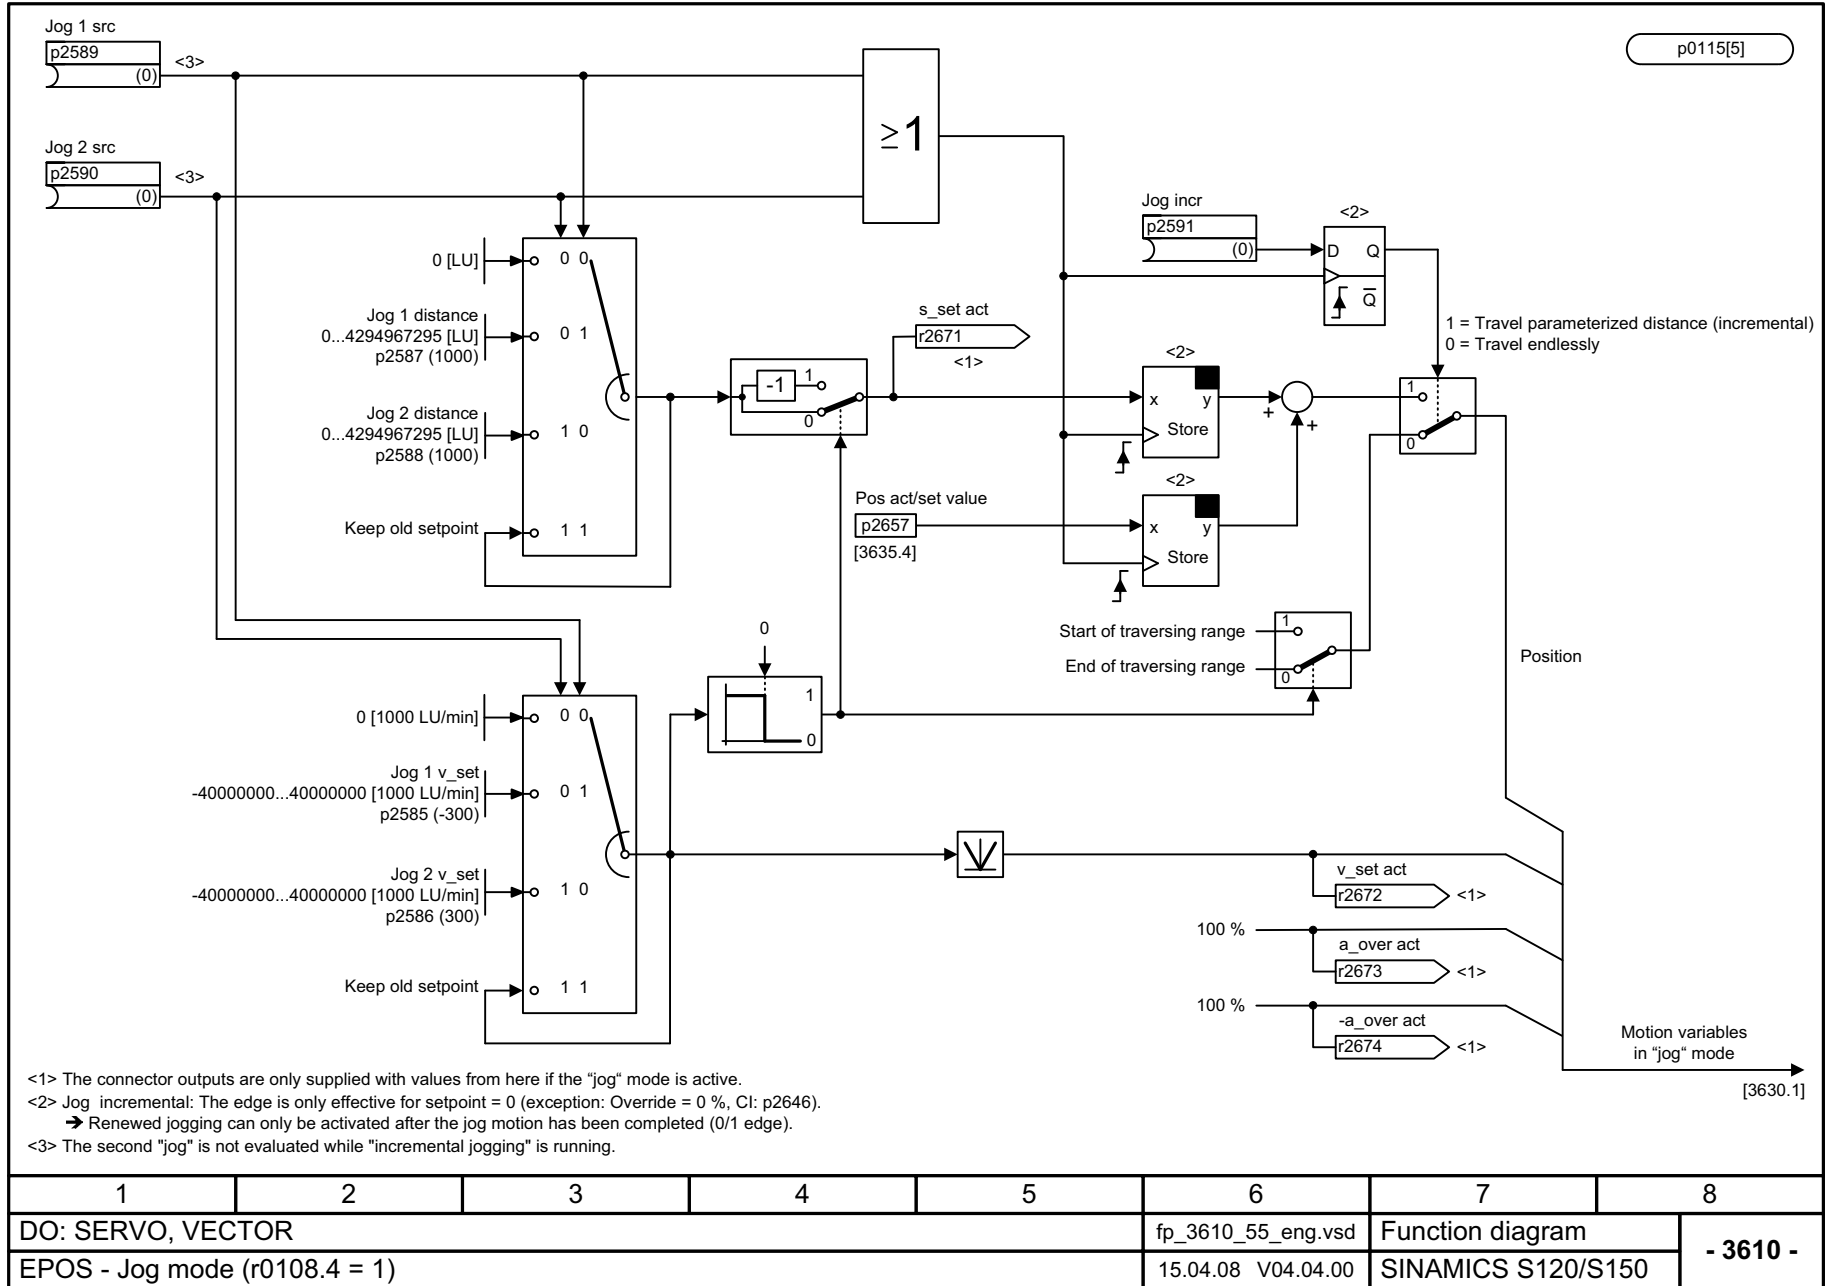 Jog 1 src
p2589
(0)
<3>
p0115[5]
≥1
Jog 2 src
p2590
(0)
<3>
Jog incr
p2591
(0)
<2>
D Q
Q̅
0 [LU]
0 0
Jog 1 distance
0...4294967295 [LU]
p2587 (1000)
0 1
Jog 2 distance
0...4294967295 [LU]
p2588 (1000)
1 0
Keep old setpoint
1 1
-1
1
0
s_set act
r2671
<1>
1 = Travel parameterized distance (incremental)
0 = Travel endlessly
<2>
x y
Store
+
+
1
0
Pos act/set value
p2657
[3635.4]
<2>
x y
Store
Start of traversing range
End of traversing range
1
0
Position
0
1
0
0 [1000 LU/min]
0 0
Jog 1 v_set
-40000000...40000000 [1000 LU/min]
p2585 (-300)
0 1
Jog 2 v_set
-40000000...40000000 [1000 LU/min]
p2586 (300)
1 0
Keep old setpoint
1 1
v_set act
r2672
<1>
100 %
a_over act
r2673
<1>
100 %
-a_over act
r2674
<1>
Motion variables
in “jog“ mode
[3630.1]
<1> The connector outputs are only supplied with values from here if the “jog“ mode is active.
<2> Jog incremental: The edge is only effective for setpoint = 0 (exception: Override = 0 %, CI: p2646).
➔ Renewed jogging can only be activated after the jog motion has been completed (0/1 edge).
<3> The second "jog" is not evaluated while "incremental jogging" is running.
1 2 3 4 5 6 7 8
DO: SERVO, VECTOR
fp_3610_55_eng.vsd
Function diagram
- 3610 -
EPOS - Jog mode (r0108.4 = 1)
15.04.08 V04.04.00
SINAMICS S120/S150